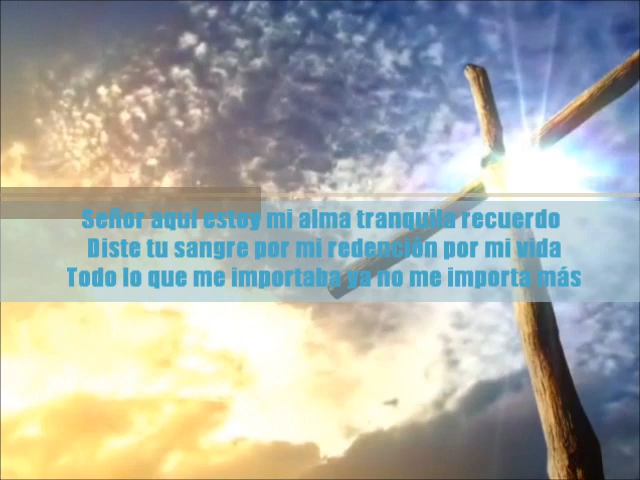 Señor aquí estoy mi alma tranquila recuerdo
Diste tu sangre por mi redención por mi vida
Todo lo que me importaba ya no me importa más